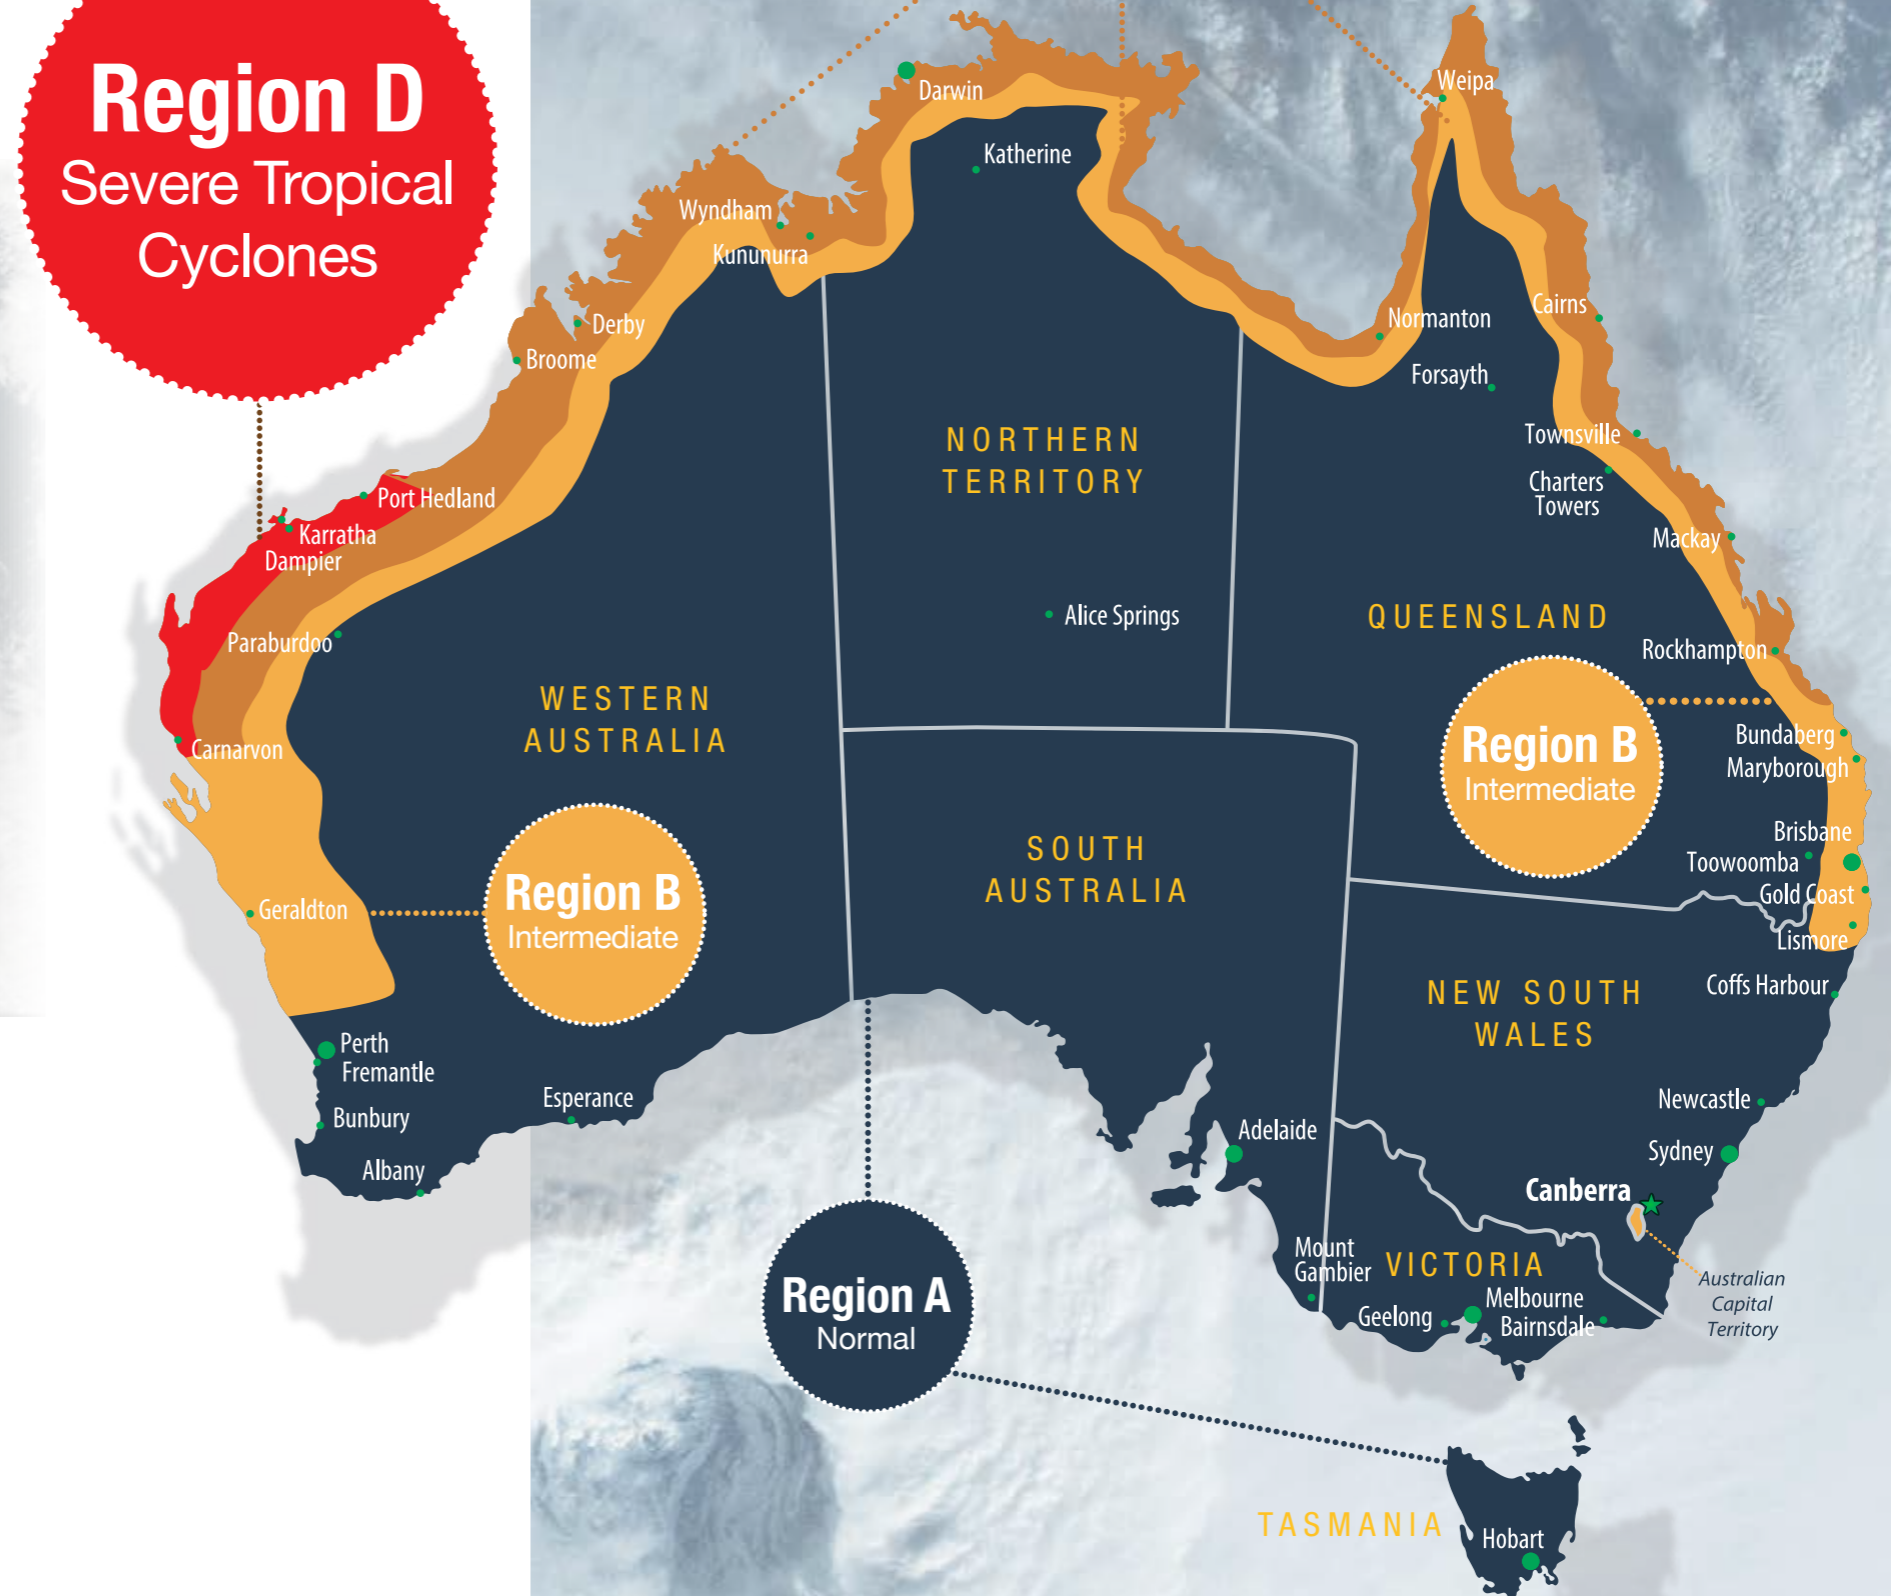 Region D
Severe Tropical
Cyclones
Darwin
Weipa
Katherine
Wyndham
Kununurra
Derby
Broome
Cairns
Normanton
Forsayth
NORTHERN
TERRITORY
Townsville
Charters
Towers
Port Hedland
Karratha
Dampier
Mackay
Alice Springs
QUEENSLAND
Paraburdoo
Rockhampton
WESTERN
AUSTRALIA
Region B
Intermediate
Carnarvon
Bundaberg
Maryborough
SOUTH
AUSTRALIA
Brisbane
Toowoomba
Gold Coast
Lismore
Region B
Intermediate
Geraldton
Coffs Harbour
NEW SOUTH
WALES
Perth
Fremantle
Bunbury
Esperance
Albany
Newcastle
Adelaide
Sydney
Canberra
Mount
Gambier
VICTORIA
Australian
Capital
Territory
Region A
Normal
Melbourne
Geelong
Bairnsdale
TASMANIA
Hobart